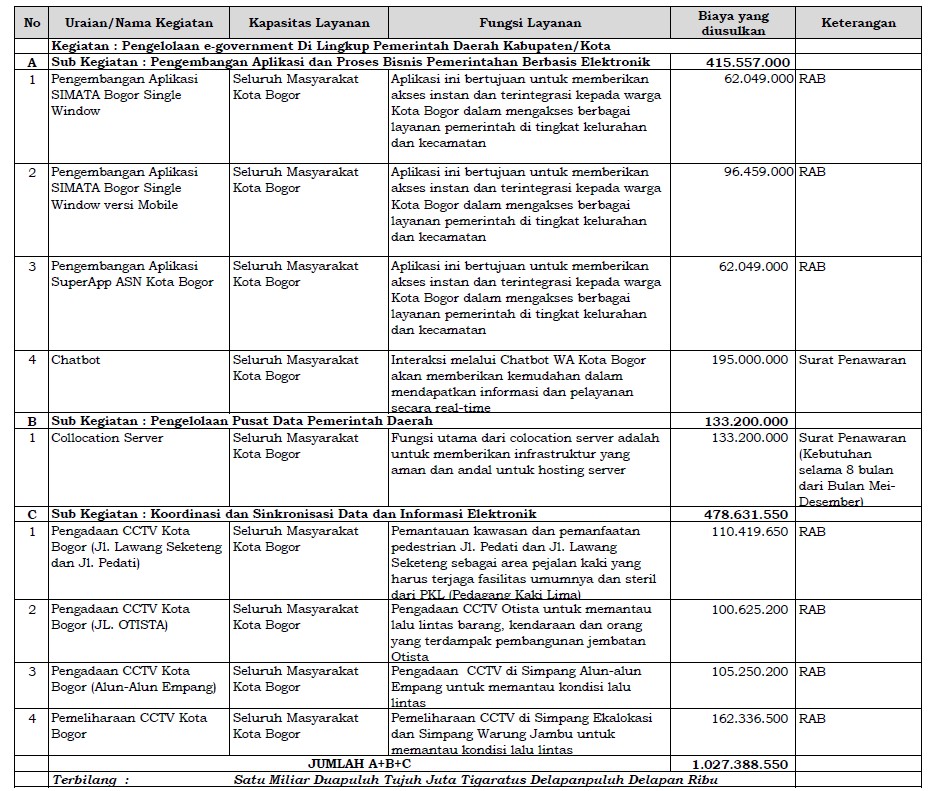 No Uraian/Nama Kegiatan Kapasitas Layanan Fungsi Layanan Biaya yang diusulkan Keterangan
Kegiatan : Pengelolaan e-government Di Lingkup Pemerintah Daerah Kabupaten/Kota
A Sub Kegiatan : Pengembangan Aplikasi dan Proses Bisnis Pemerintahan Berbasis Elektronik 415.557.000
1 Pengembangan Aplikasi Seluruh Masyarakat Aplikasi ini bertujuan untuk memberikan 62.049.000 RAB
SIMATA Bogor Single Kota Bogor akses instan dan terintegrasi kepada warga
Window Kota Bogor dalam mengakses berbagai
layanan pemerintah di tingkat kelurahan
dan kecamatan
2 Pengembangan Aplikasi Seluruh Masyarakat Aplikasi ini bertujuan untuk memberikan 96.459.000 RAB
SIMATA Bogor Single Kota Bogor akses instan dan terintegrasi kepada warga
Window versi Mobile Kota Bogor dalam mengakses berbagai
layanan pemerintah di tingkat kelurahan
dan kecamatan
3 Pengembangan Aplikasi Seluruh Masyarakat Aplikasi ini bertujuan untuk memberikan 62.049.000 RAB
SuperApp ASN Kota Bogor Kota Bogor akses instan dan terintegrasi kepada warga
Kota Bogor dalam mengakses berbagai
layanan pemerintah di tingkat kelurahan
dan kecamatan
4 Chatbot Seluruh Masyarakat Interaksi melalui Chatbot WA Kota Bogor 195.000.000 Surat Penawaran
Kota Bogor akan memberikan kemudahan dalam
mendapatkan informasi dan pelayanan
secara real-time
B Sub Kegiatan : Pengelolaan Pusat Data Pemerintah Daerah 133.200.000
1 Collocation Server Seluruh Masyarakat Fungsi utama dari colocation server adalah 133.200.000 Surat Penawaran
Kota Bogor untuk memberikan infrastruktur yang (Kebutuhan
aman dan andal untuk hosting server selama 8 bulan
dari Bulan Mei-
Desember)
C Sub Kegiatan : Koordinasi dan Sinkronisasi Data dan Informasi Elektronik 478.631.550
1 Pengadaan CCTV Kota Seluruh Masyarakat Pemantauan kawasan dan pemanfaatan 110.419.650 RAB
Bogor (Jl. Lawang Seketeng Kota Bogor pedestrian Jl. Pedati dan Jl. Lawang
dan Jl. Pedati) Seketeng sebagai area pejalan kaki yang
harus terjaga fasilitas umumnya dan steril
dari PKL (Pedagang Kaki Lima)
2 Pengadaan CCTV Kota Seluruh Masyarakat Pengadaan CCTV Otista untuk memantau 100.625.200 RAB
Bogor (JL. OTISTA) Kota Bogor lalu lintas barang, kendaraan dan orang
yang terdampak pembangunan jembatan
Otista
3 Pengadaan CCTV Kota Seluruh Masyarakat Pengadaan CCTV di Simpang Alun-alun 105.250.200 RAB
Bogor (Alun-Alun Empang) Kota Bogor Empang untuk memantau kondisi lalu
lintas
4 Pemeliharaan CCTV Kota Seluruh Masyarakat Pemeliharaan CCTV di Simpang Ekalokasi 162.336.500 RAB
Bogor Kota Bogor dan Simpang Warung Jambu untuk
memantau kondisi lalu lintas
JUMLAH A+B+C 1.027.388.550
Terbilang : Satu Miliar Duapuluh Tujuh Juta Tigaratus Delapanpuluh Delapan Ribu